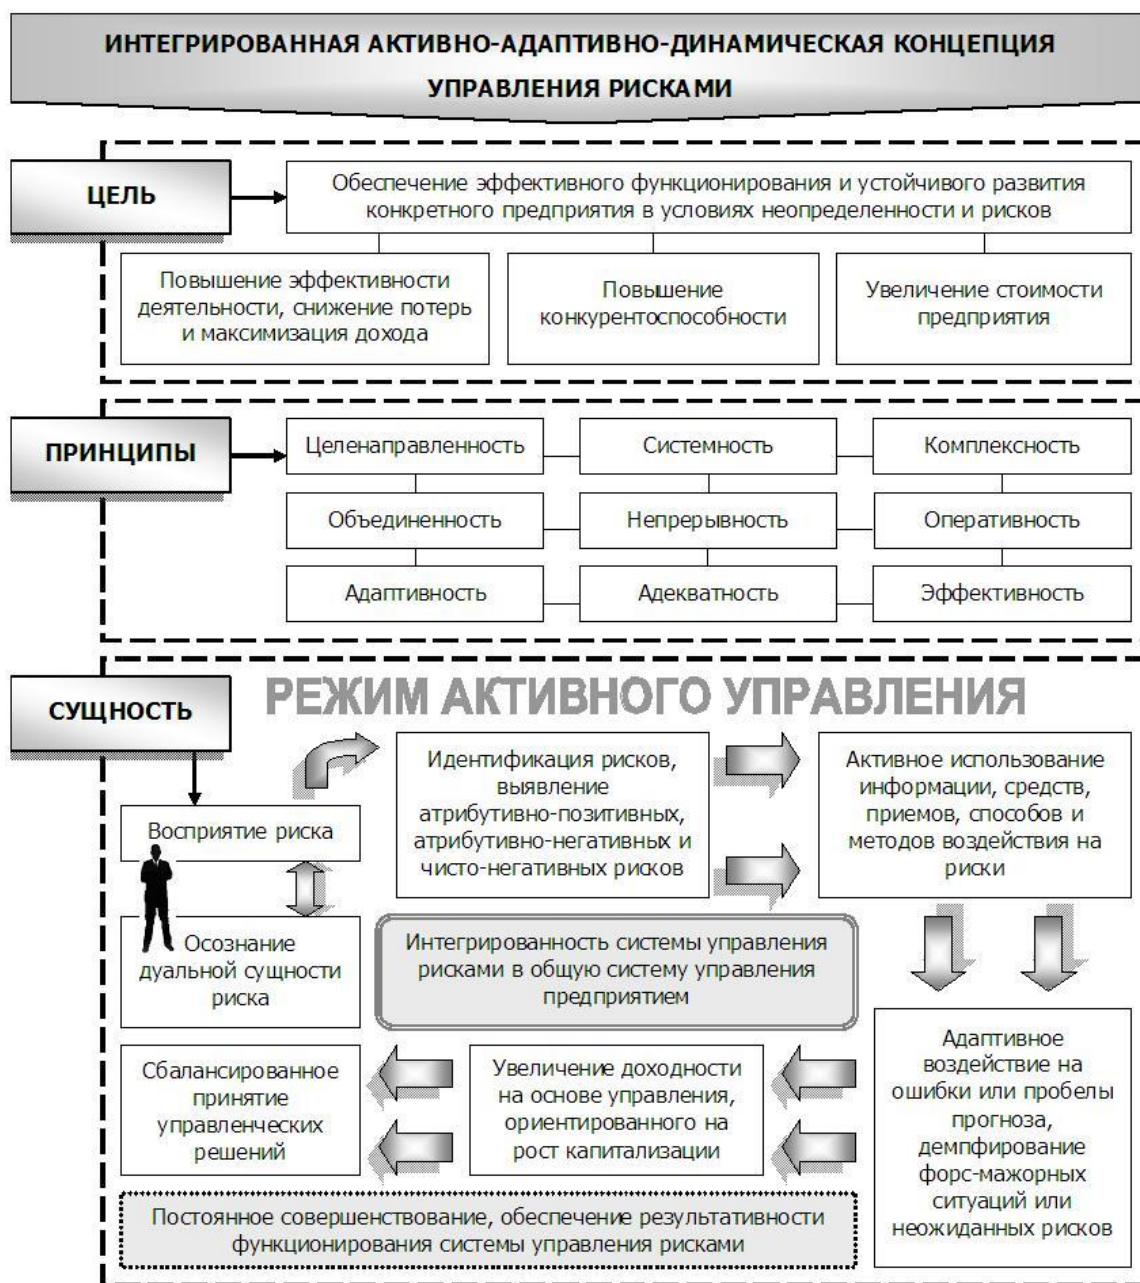 ИНТЕГРИРОВАННАЯ АКТИВНО-АДАПТИВНО-ДИНАМИЧЕСКАЯ КОНЦЕПЦИЯ
УПРАВЛЕНИЯ РИСКАМИ
ЦЕЛЬ
Обеспечение эффективного функционирования и устойчивого развития
конкретного предприятия в условиях неопределенности и рисков
Повышение эффективности
деятельности, снижение потерь
и максимизация дохода
Повышение
конкурентоспособности
Увеличение стоимости
предприятия
ПРИНЦИПЫ
Целенаправленность
Системность
Комплексность
Объединенность
Непрерывность
Оперативность
Адаптивность
Адекватность
Эффективность
СУЩНОСТЬ
РЕЖИМ АКТИВНОГО УПРАВЛЕНИЯ
Восприятие риска
Идентификация рисков,
выявление
атрибутивно-позитивных,
атрибутивно-негативных и
чисто-негативных рисков
Активное использование
информации, средств,
приемов, способов и
методов воздействия на
риски
Осознание
дуальной сущности
риска
Интегрированность системы управления
рисками в общую систему управления
предприятием
Адаптивное
воздействие на
ошибки или пробелы
прогноза,
демпфирование
форс-мажорных
ситуаций или
неожиданных рисков
Увеличение доходности
на основе управления,
ориентированного на
рост капитализации
Сбалансированное
принятие
управленческих
решений
Постоянное совершенствование, обеспечение результативности
функционирования системы управления рисками